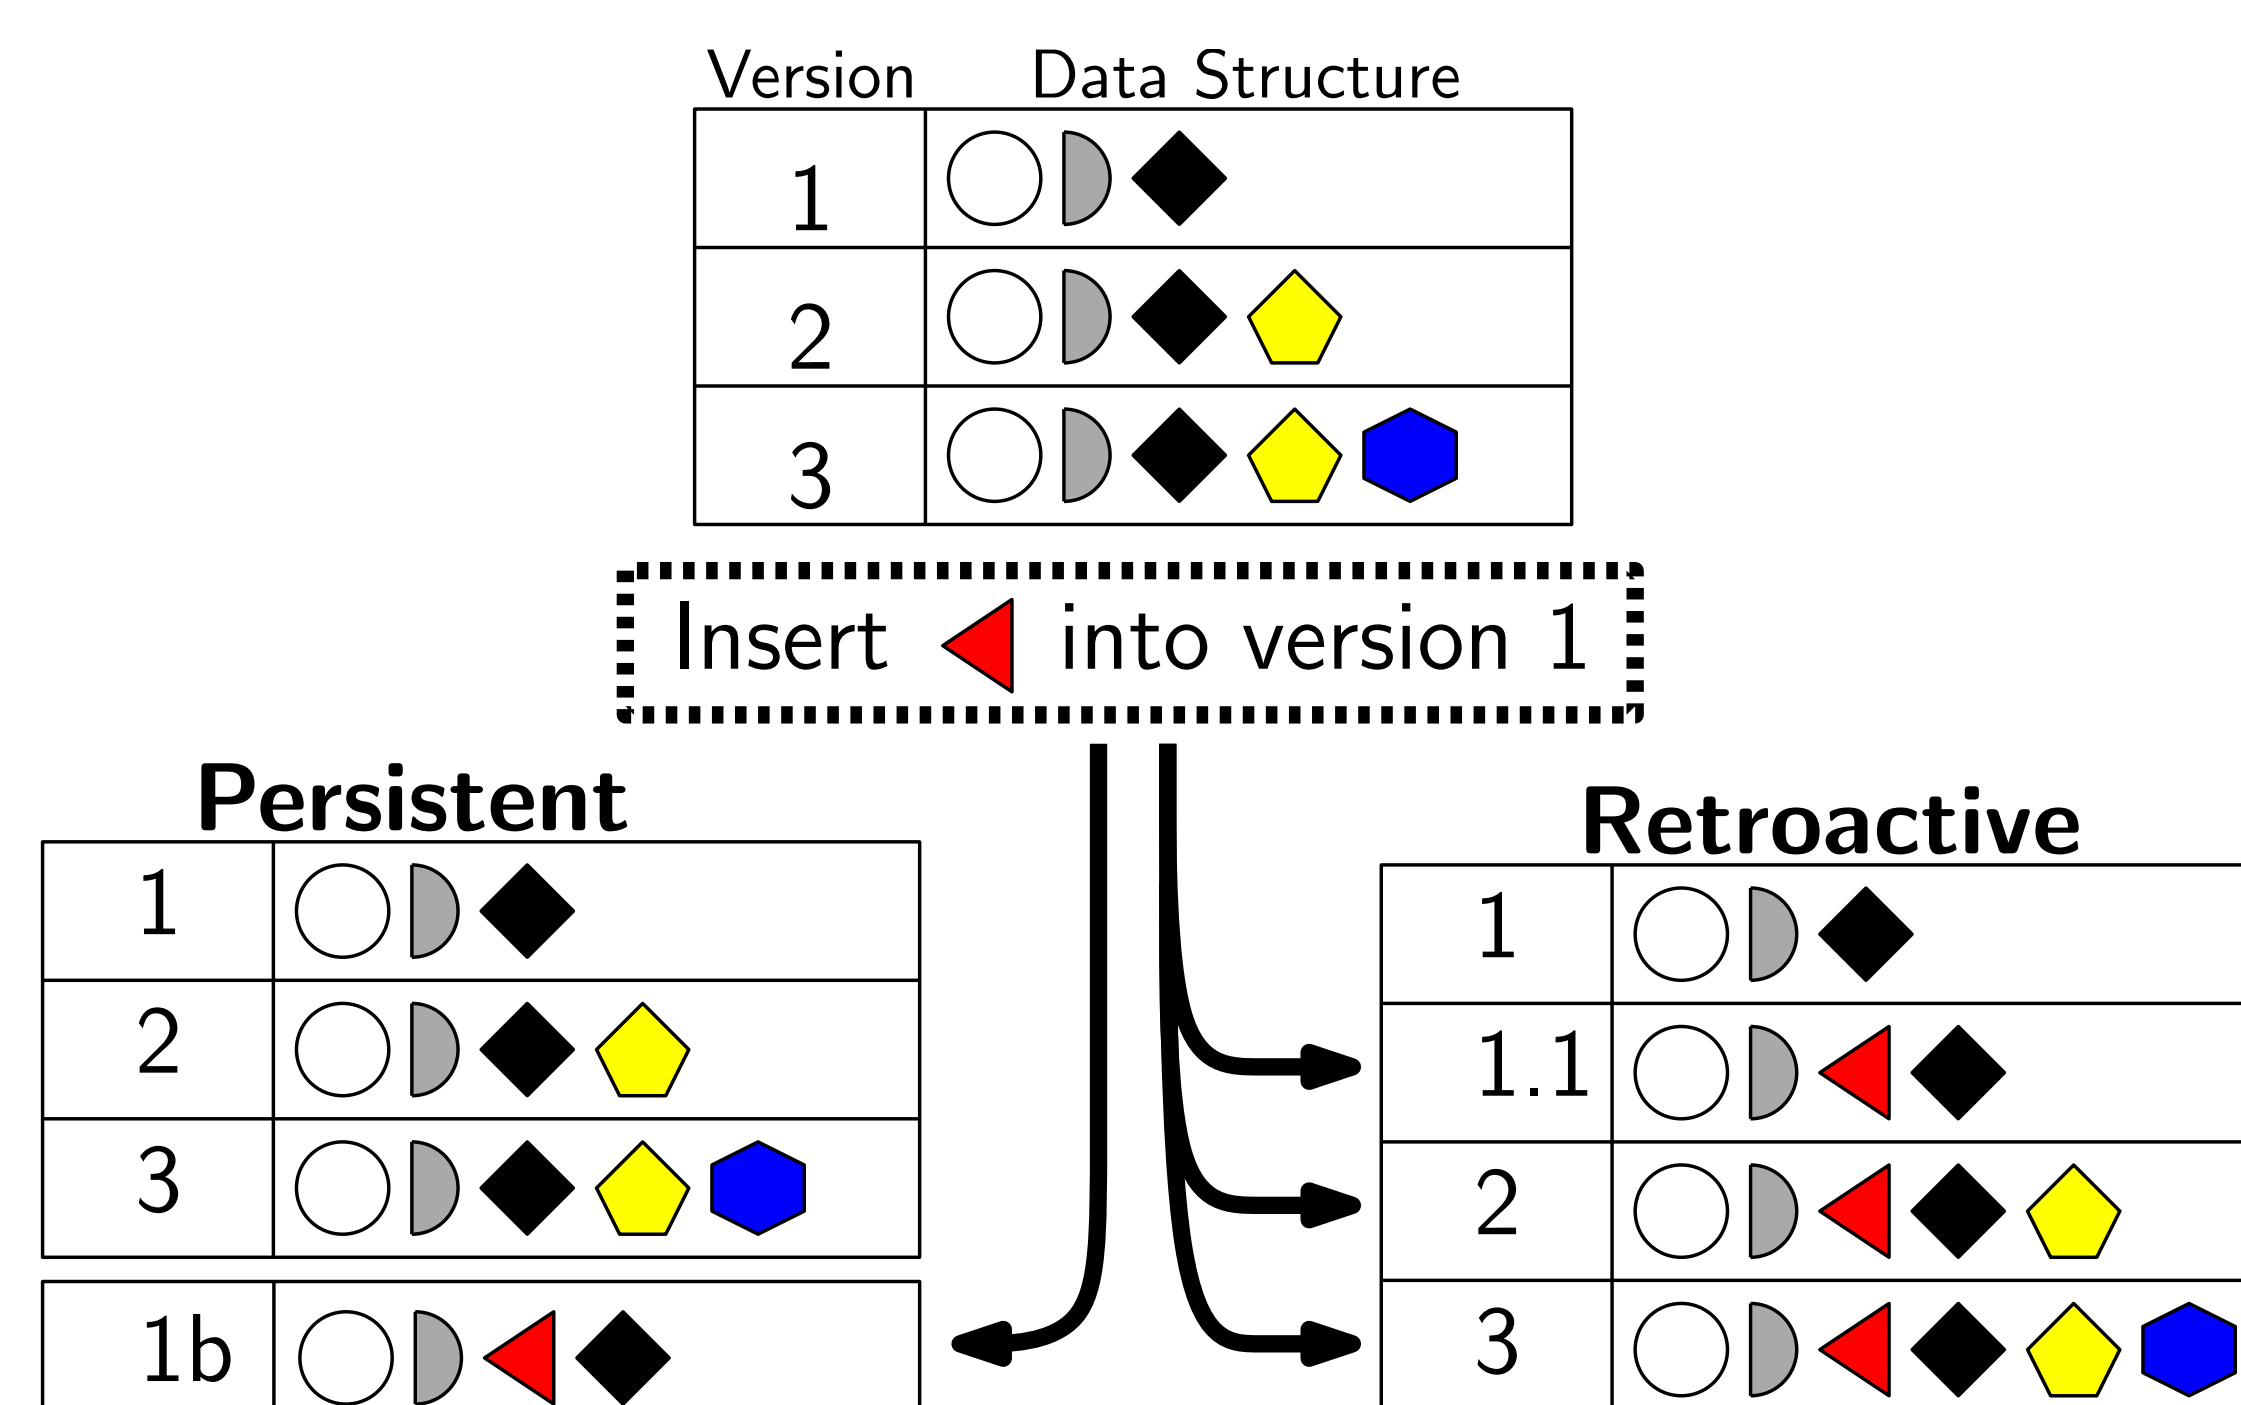 Version Data Structure
1
2
3
Insert into version 1
Persistent
1
2
3
1b
Retroactive
1
1.1
2
3